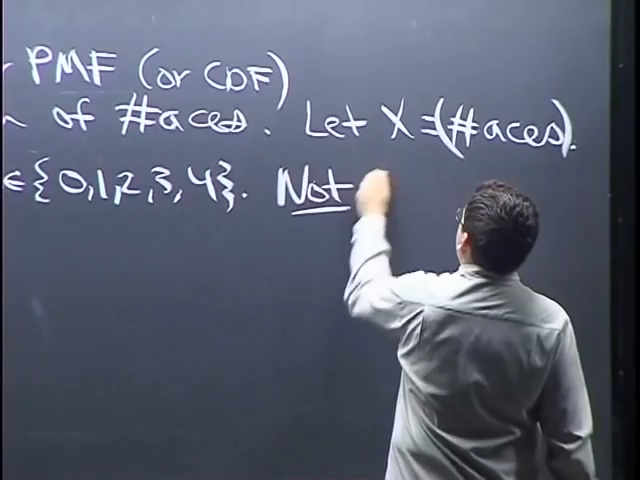 PMF (or CDF)
of #aces. Let X = (#aces).
∈ {0,1,2,3,4}. Not